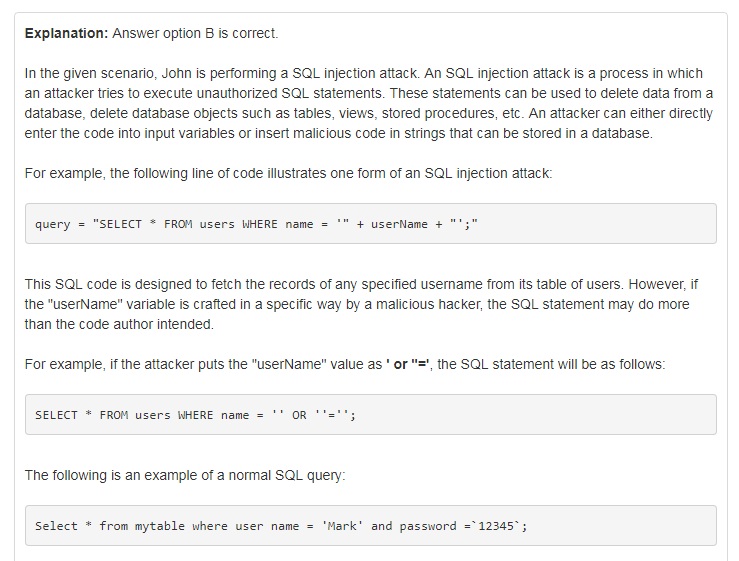 Explanation: Answer option B is correct.
In the given scenario, John is performing a SQL injection attack. An SQL injection attack is a process in which
an attacker tries to execute unauthorized SQL statements. These statements can be used to delete data from a
database, delete database objects such as tables, views, stored procedures, etc. An attacker can either directly
enter the code into input variables or insert malicious code in strings that can be stored in a database.
For example, the following line of code illustrates one form of an SQL injection attack:
query = "SELECT * FROM users WHERE name = '" + userName + "';"
This SQL code is designed to fetch the records of any specified username from its table of users. However, if
the "userName" variable is crafted in a specific way by a malicious hacker, the SQL statement may do more
than the code author intended.
For example, if the attacker puts the "userName" value as ' or ''=', the SQL statement will be as follows:
SELECT * FROM users WHERE name = '' OR ''='';
The following is an example of a normal SQL query:
Select * from mytable where user name = 'Mark' and password =`12345`;